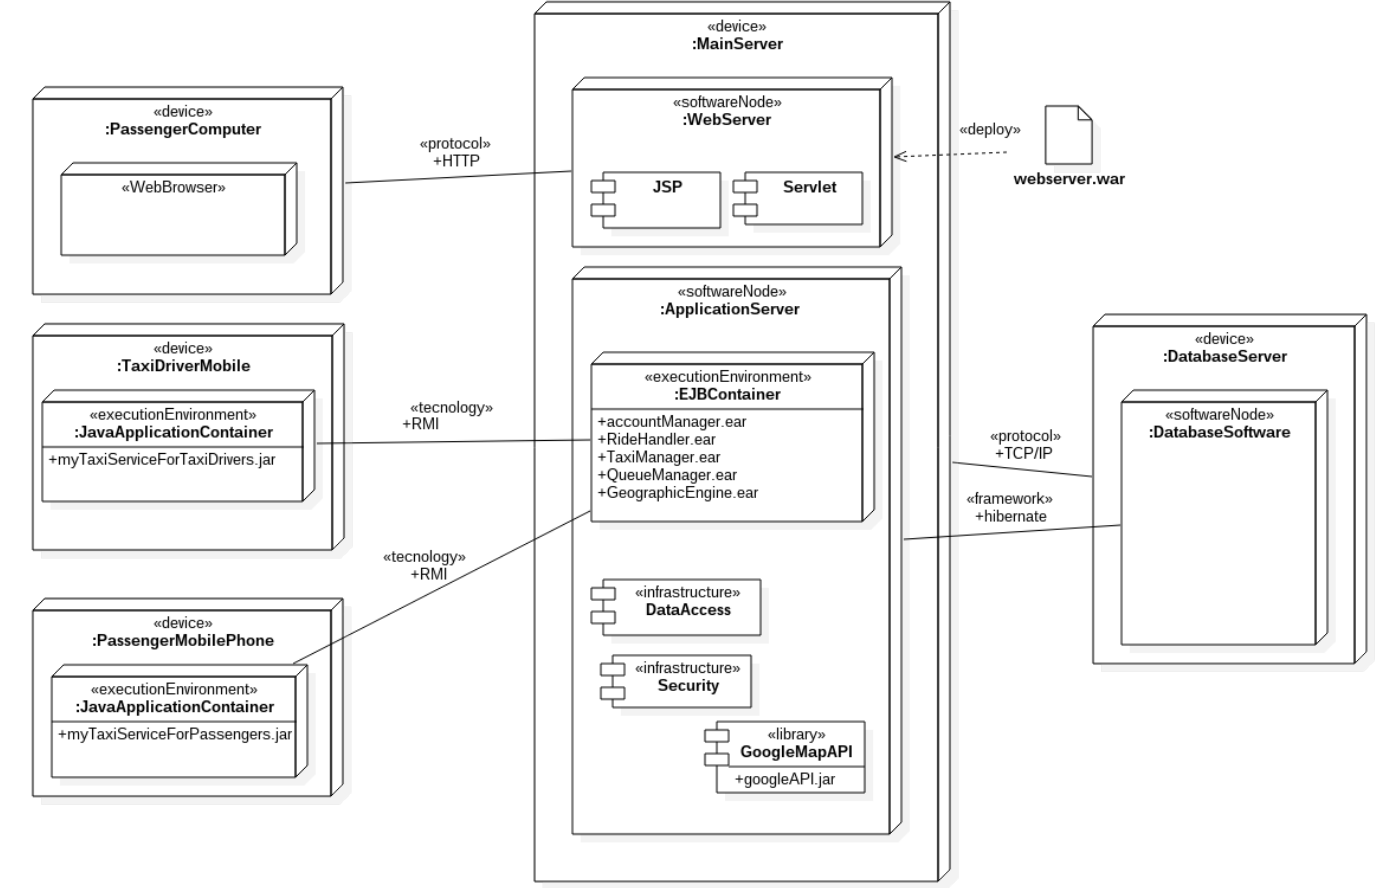 «device»
:MainServer
«softwareNode»
:WebServer
JSP
Servlet
«deploy»
webserver.war
«device»
:PassengerComputer
«WebBrowser»
«protocol»
+HTTP
«softwareNode»
:ApplicationServer
«executionEnvironment»
:EJBContainer
+accountManager.ear
+RideHandler.ear
+TaxiManager.ear
+QueueManager.ear
+GeographicEngine.ear
«device»
:TaxiDriverMobile
«executionEnvironment»
:JavaApplicationContainer
+myTaxiServiceForTaxiDrivers.jar
«tecnology»
+RMI
«tecnology»
+RMI
«device»
:PassengerMobilePhone
«executionEnvironment»
:JavaApplicationContainer
+myTaxiServiceForPassengers.jar
«infrastructure»
DataAccess
«infrastructure»
Security
«library»
GoogleMapAPI
+googleAPI.jar
«protocol»
+TCP/IP
«framework»
+hibernate
«device»
:DatabaseServer
«softwareNode»
:DatabaseSoftware